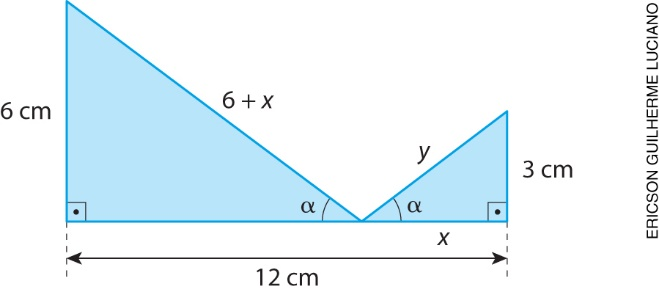 6 cm
6 + x
y
3 cm
α
α
x
12 cm
ERICSON GUILHERME LUCIANO